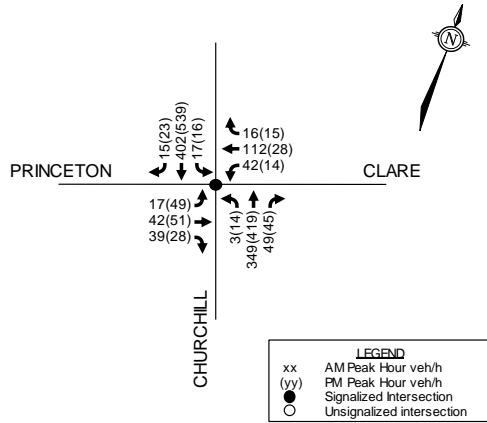 N
15(23)
402(539)
17(16)
16(15)
112(28)
42(14)
PRINCETON
CLARE
17(49)
42(51)
39(28)
3(14)
349(419)
49(45)
CHURCHILL
LEGEND
xx AM Peak Hour veh/h
(yy) PM Peak Hour veh/h
Signalized Intersection
Unsignalized intersection